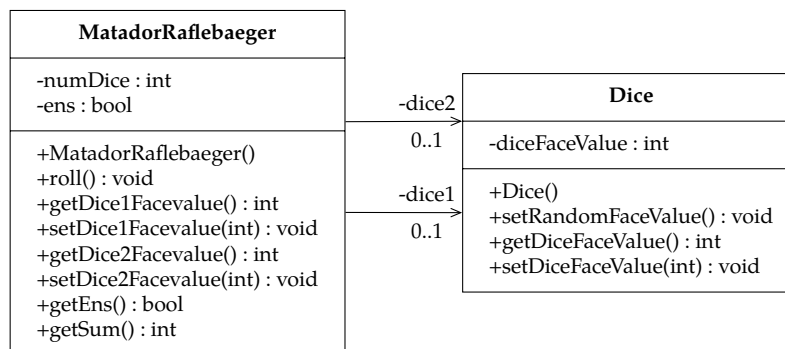 MatadorRaflebaeger
-numDice : int
-ens : bool
+MatadorRaflebaeger()
+roll() : void
+getDice1Facevalue() : int
+setDice1Facevalue(int) : void
+getDice2Facevalue() : int
+setDice2Facevalue(int) : void
+getEns() : bool
+getSum() : int
-dice2
0..1
-dice1
0..1
Dice
-diceFaceValue : int
+Dice()
+setRandomFaceValue() : void
+getDiceFaceValue() : int
+setDiceFaceValue(int) : void